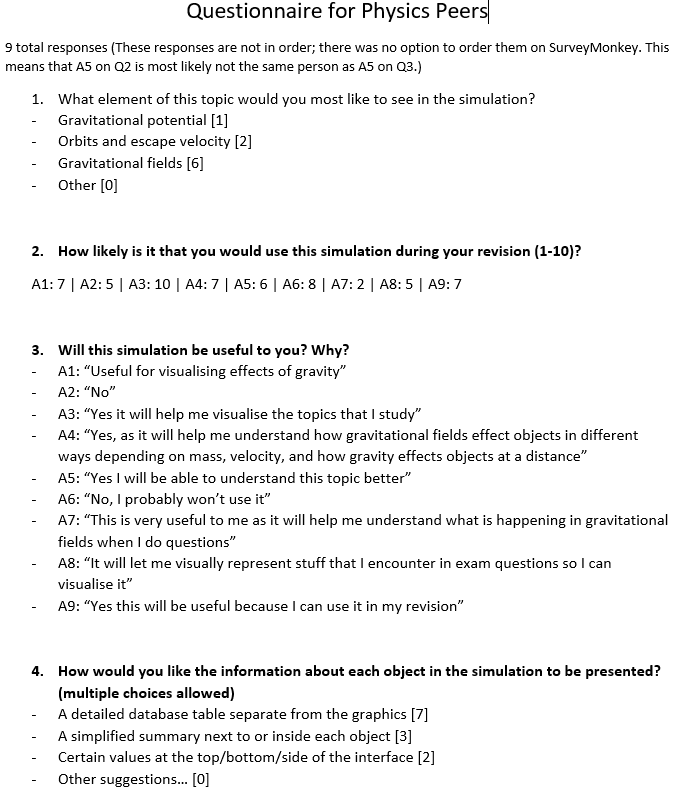 Questionnaire for Physics Peers
9 total responses (These responses are not in order; there was no option to order them on SurveyMonkey. This
means that A5 on Q2 is most likely not the same person as A5 on Q3.)
1. What element of this topic would you most like to see in the simulation?
- Gravitational potential [1]
- Orbits and escape velocity [2]
- Gravitational fields [6]
- Other [0]
2. How likely is it that you would use this simulation during your revision (1-10)?
A1: 7 | A2: 5 | A3: 10 | A4: 7 | A5: 6 | A6: 8 | A7: 2 | A8: 5 | A9: 7
3. Will this simulation be useful to you? Why?
- A1: “Useful for visualising effects of gravity”
- A2: “No”
- A3: “Yes it will help me visualise the topics that I study”
- A4: “Yes, as it will help me understand how gravitational fields effect objects in different
ways depending on mass, velocity, and how gravity effects objects at a distance”
- A5: “Yes I will be able to understand this topic better”
- A6: “No, I probably won’t use it”
- A7: “This is very useful to me as it will help me understand what is happening in gravitational
fields when I do questions”
- A8: “It will let me visually represent stuff that I encounter in exam questions so I can
visualise it”
- A9: “Yes this will be useful because I can use it in my revision”
4. How would you like the information about each object in the simulation to be presented?
(multiple choices allowed)
- A detailed database table separate from the graphics [7]
- A simplified summary next to or inside each object [3]
- Certain values at the top/bottom/side of the interface [2]
- Other suggestions... [0]